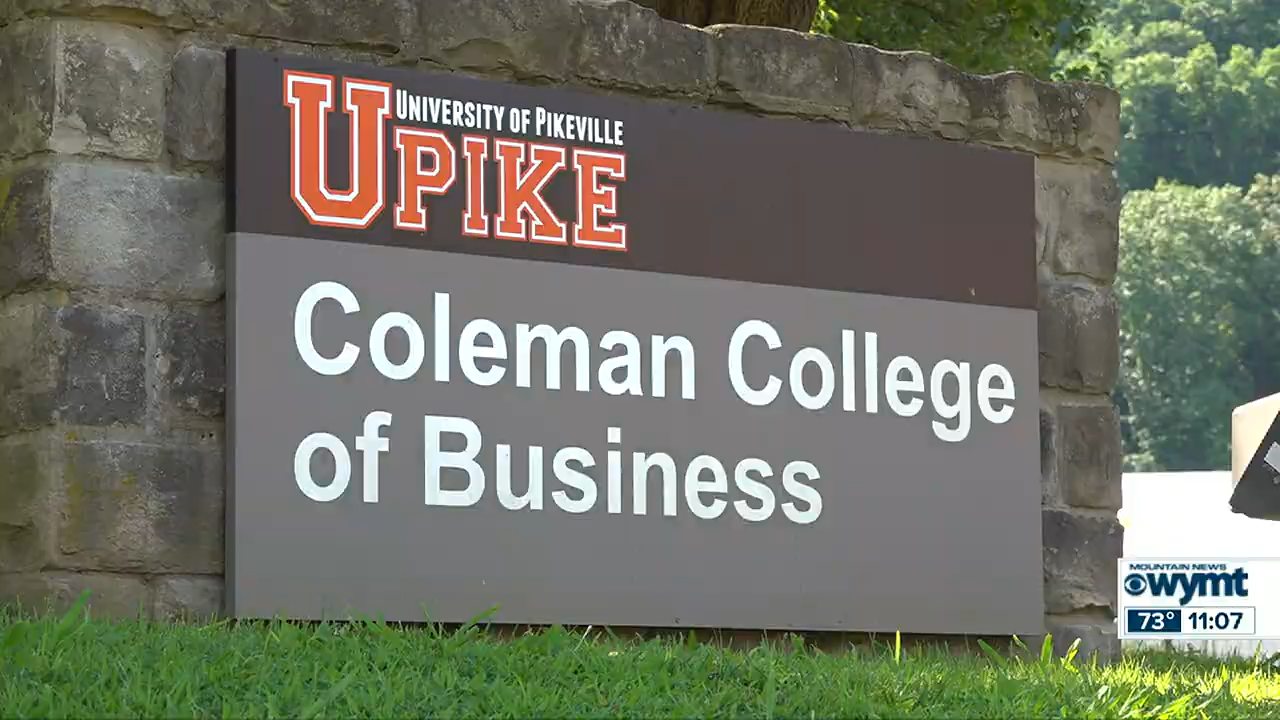 UNIVERSITY OF PIKEVILLE
UPIKE
Coleman College
of Business
MOUNTAIN NEWS
wymt
73° 11:07